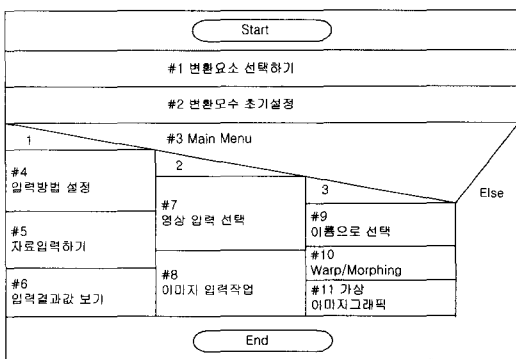 Start
#1 변환요소 선택하기
#2 변환모수 초기설정
#3 Main Menu
1
2
3
Else
#4
입력방법 설정
#5
자료입력하기
#6
입력결과값 보기
#7
영상 입력 선택
#8
이미지 입력작업
#9
이름으로 선택
#10
Warp/Morphing
#11 가상
이미지그래픽
End